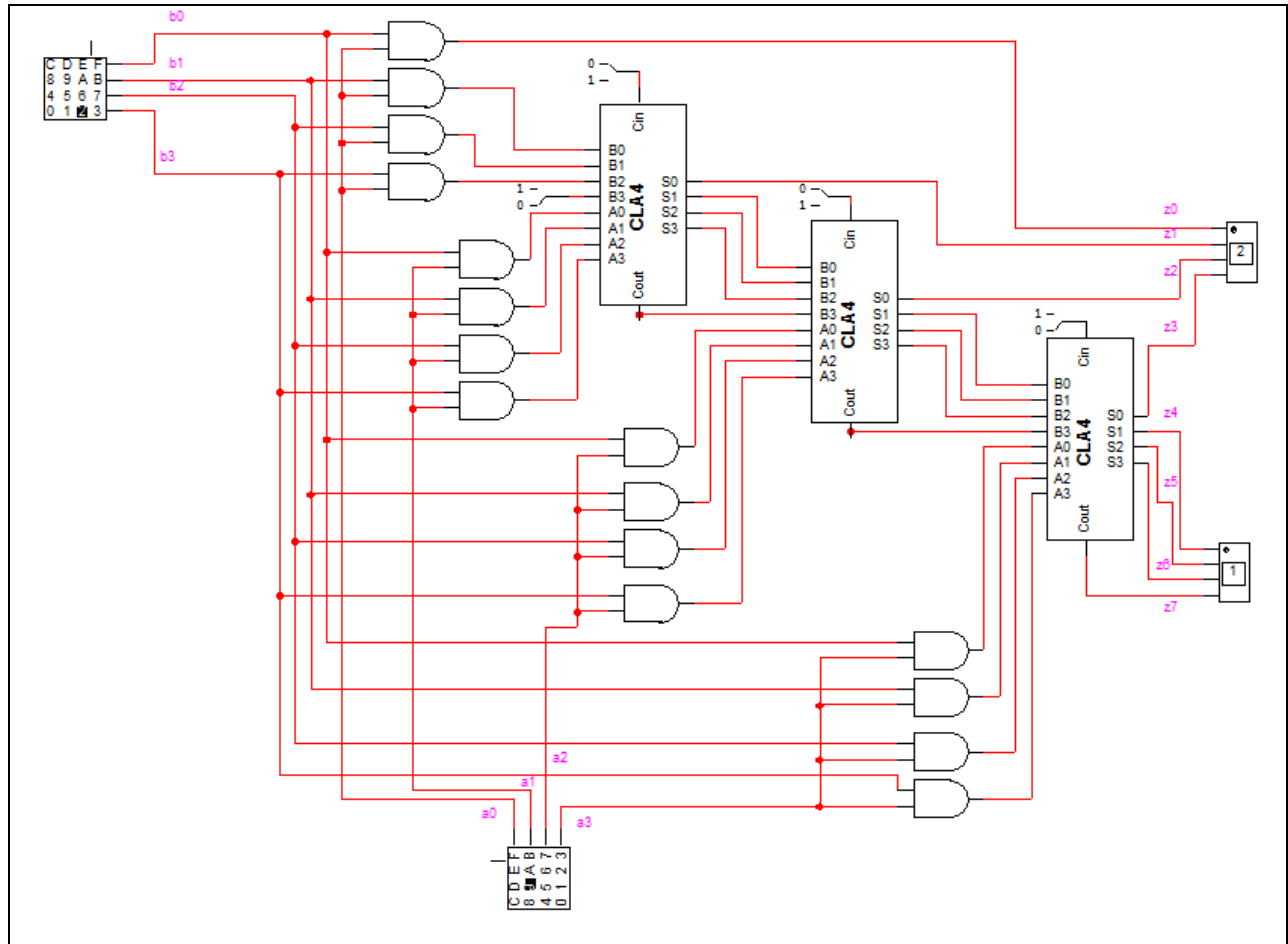 b0
C D E F
b1
8 9 A B
b2
4 5 6 7
0 1 2 3
b3
0
1
Cin
B0
B1
B2
B3
A0
A1
A2
A3
CLA4
S0
S1
S2
S3
Cout
1
0
0
1
Cin
B0
B1
B2
B3
A0
A1
A2
A3
CLA4
S0
S1
S2
S3
Cout
1
0
Cin
B0
B1
B2
B3
A0
A1
A2
A3
CLA4
S0
S1
S2
S3
Cout
z0
z1
z2
z3
2
z4
z5
z6
z7
1
a2
a1
a0
a3
C D E F
8 9 A B
4 5 6 7
0 1 2 3